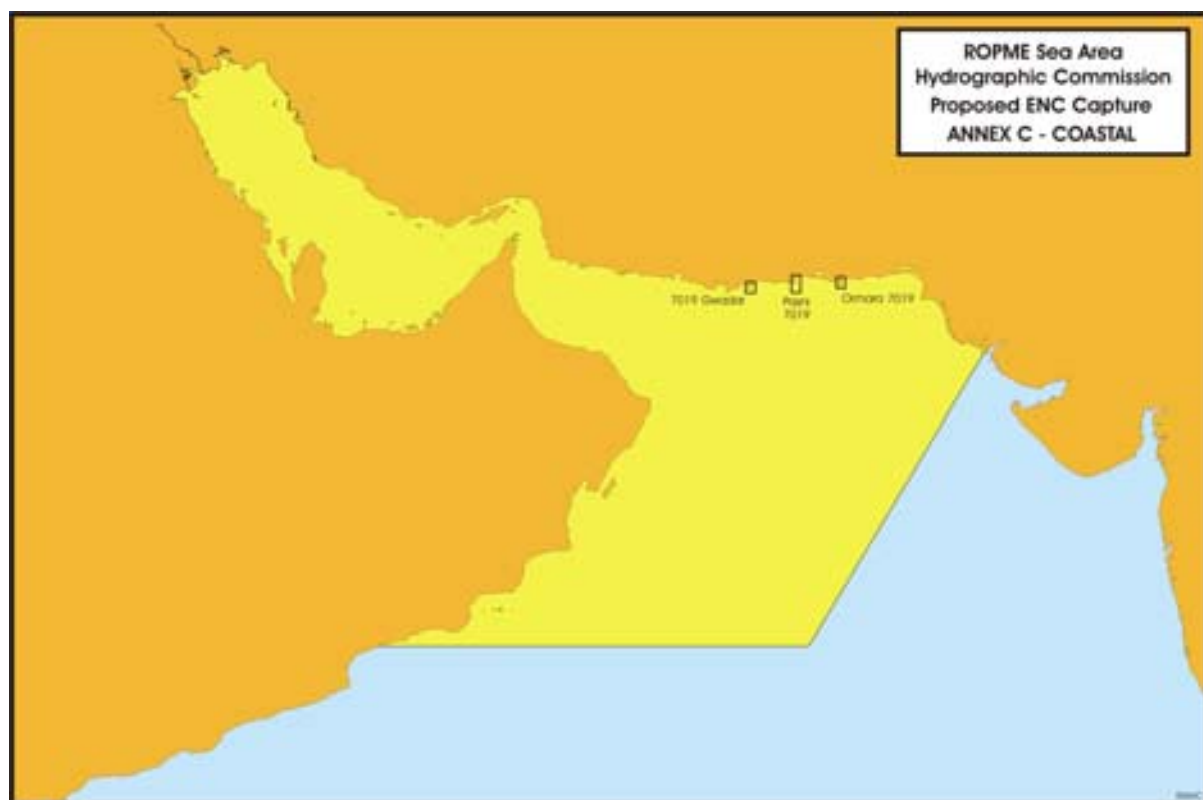 ROPME Sea Area
Hydrographic Commission
Proposed ENC Capture
ANNEX C - COASTAL
7019 Gwadar
Pasni
7019
Ormara 7019